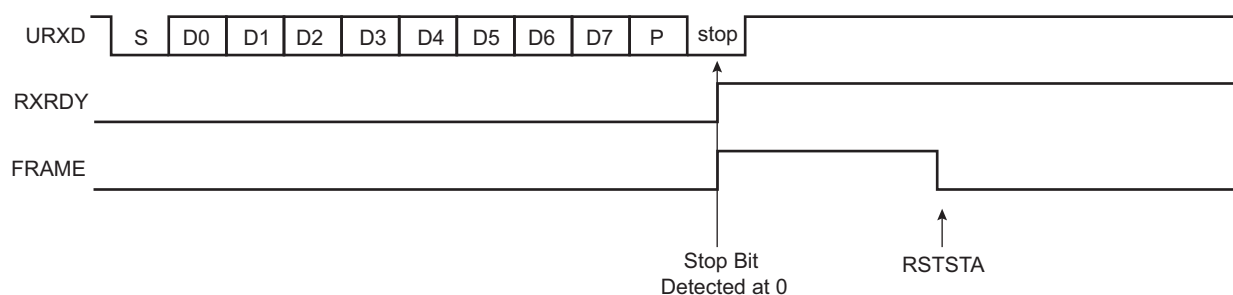 URXD S D0 D1 D2 D3 D4 D5 D6 D7 P stop
RXRDY
FRAME
Stop Bit
Detected at 0
RSTSTA